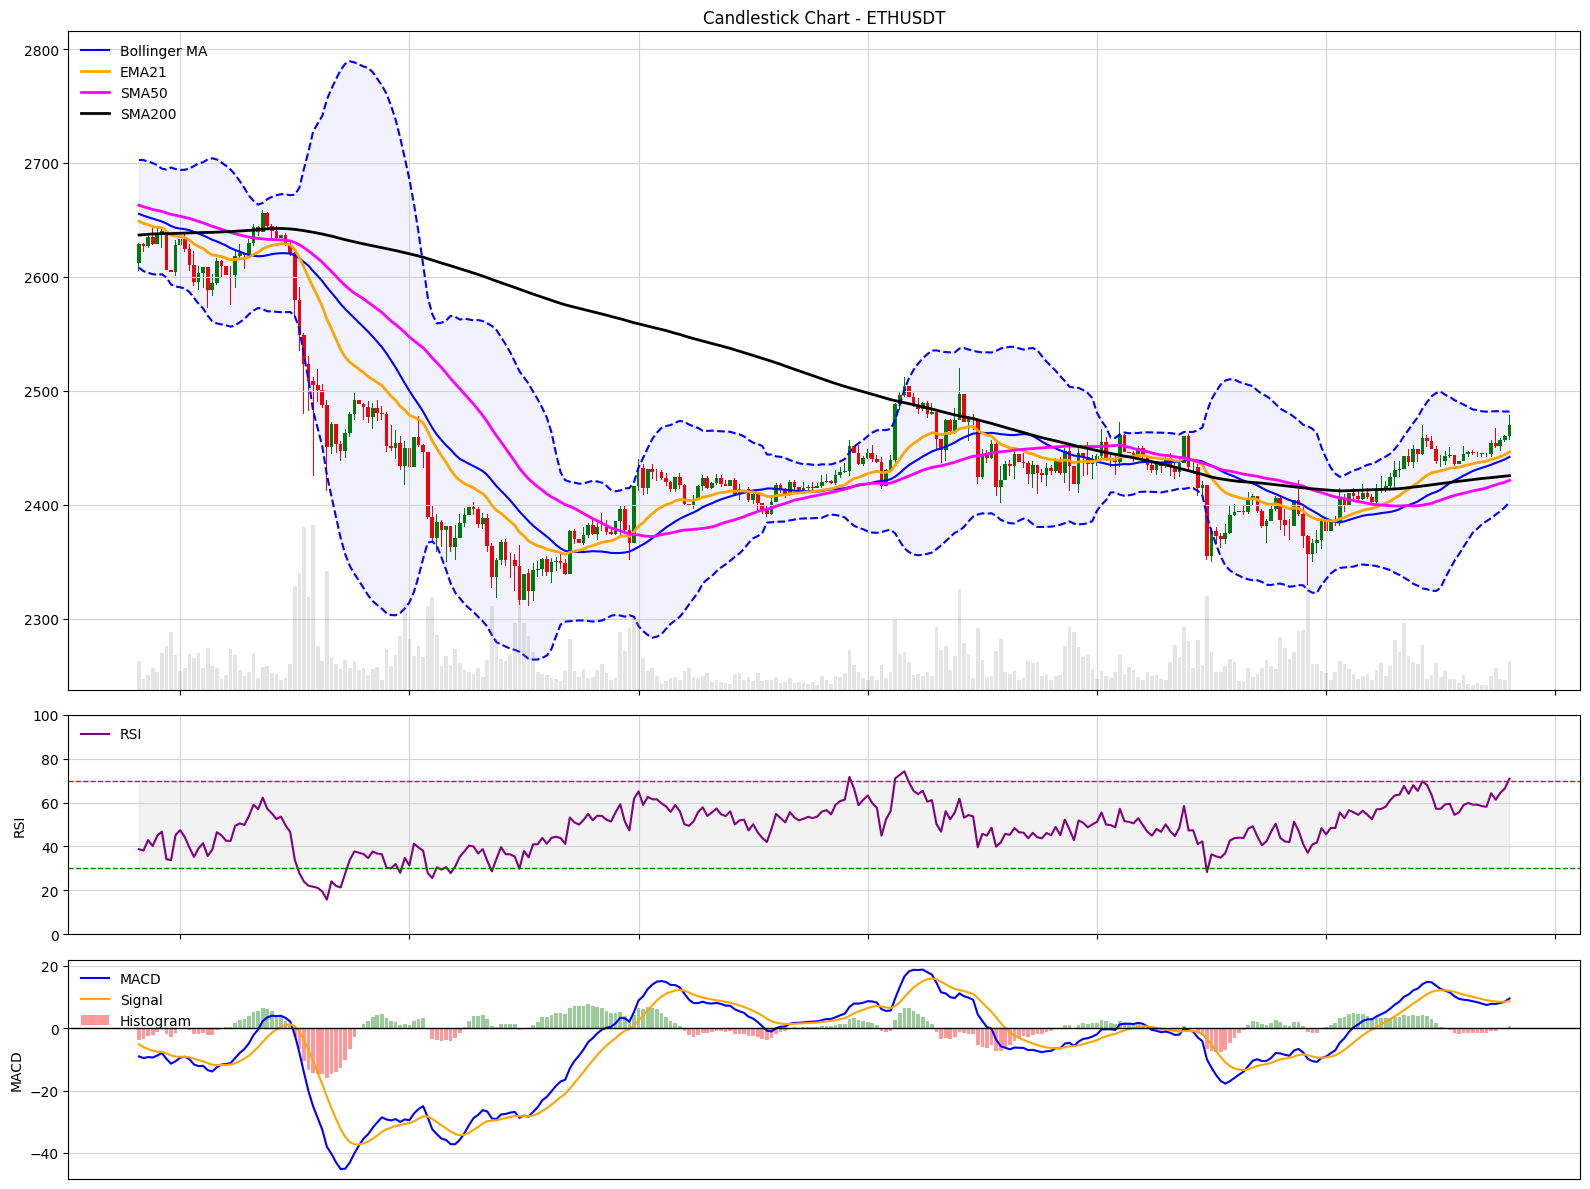 Candlestick Chart - ETHUSDT
2800
2700
2600
2500
2400
2300
Bollinger MA
EMA21
SMA50
SMA200
100
80
60
40
20
0
RSI
RSI
20
0
−20
−40
MACD
MACD
Signal
Histogram